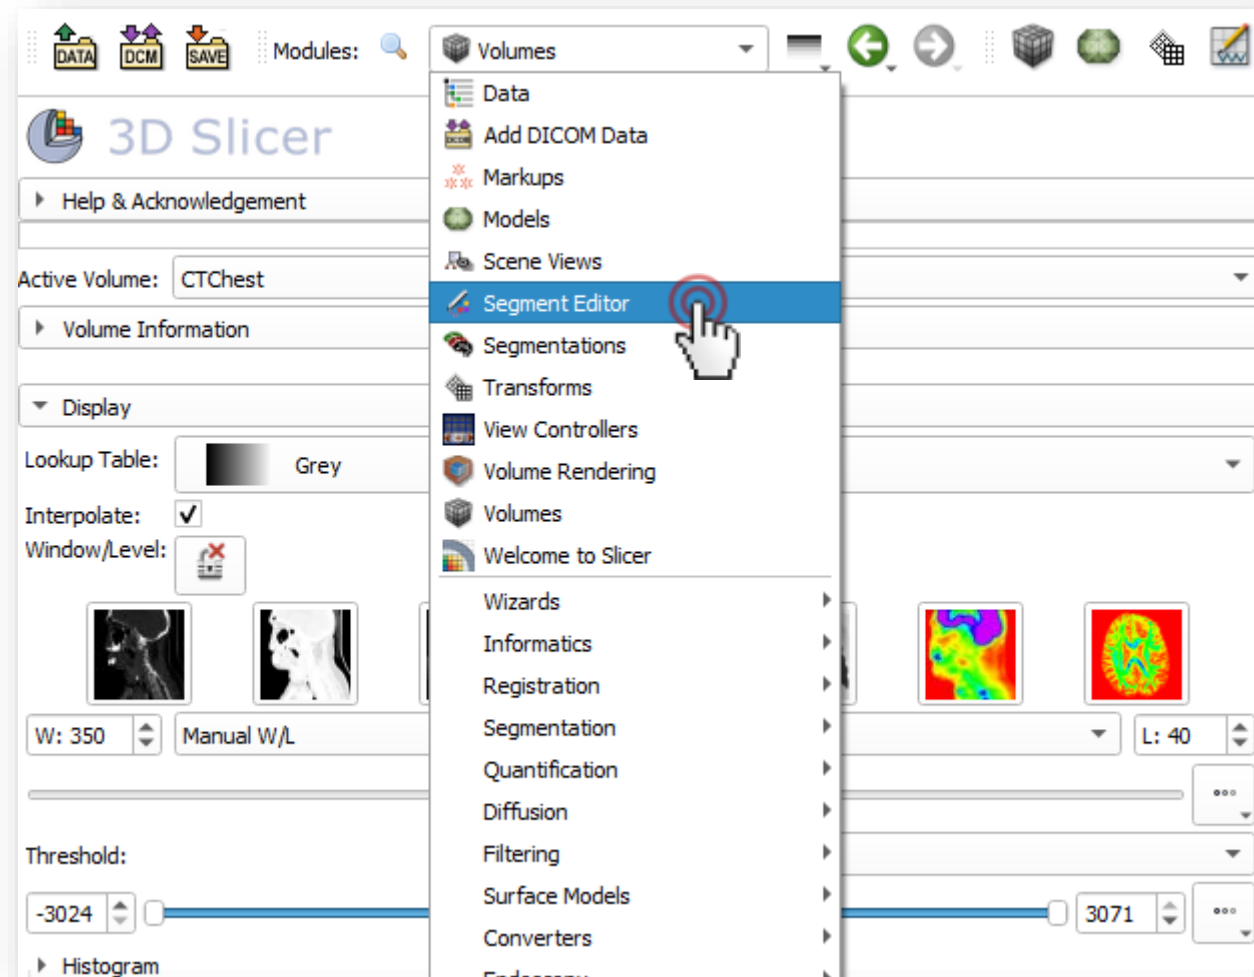 DATA
DCM
SAVE
Modules:
Volumes
Data
Add DICOM Data
Markups
Models
Scene Views
Segment Editor
Segmentations
Transforms
View Controllers
Volume Rendering
Volumes
Welcome to Slicer
Wizards
Informatics
Registration
Segmentation
Quantification
Diffusion
Filtering
Surface Models
Converters
3D Slicer
Help & Acknowledgement
Active Volume: CTChest
Volume Information
Display
Lookup Table: Grey
Interpolate:
Window/Level:
W: 350 Manual W/L L: 40
Threshold:
-3024 3071
Histogram